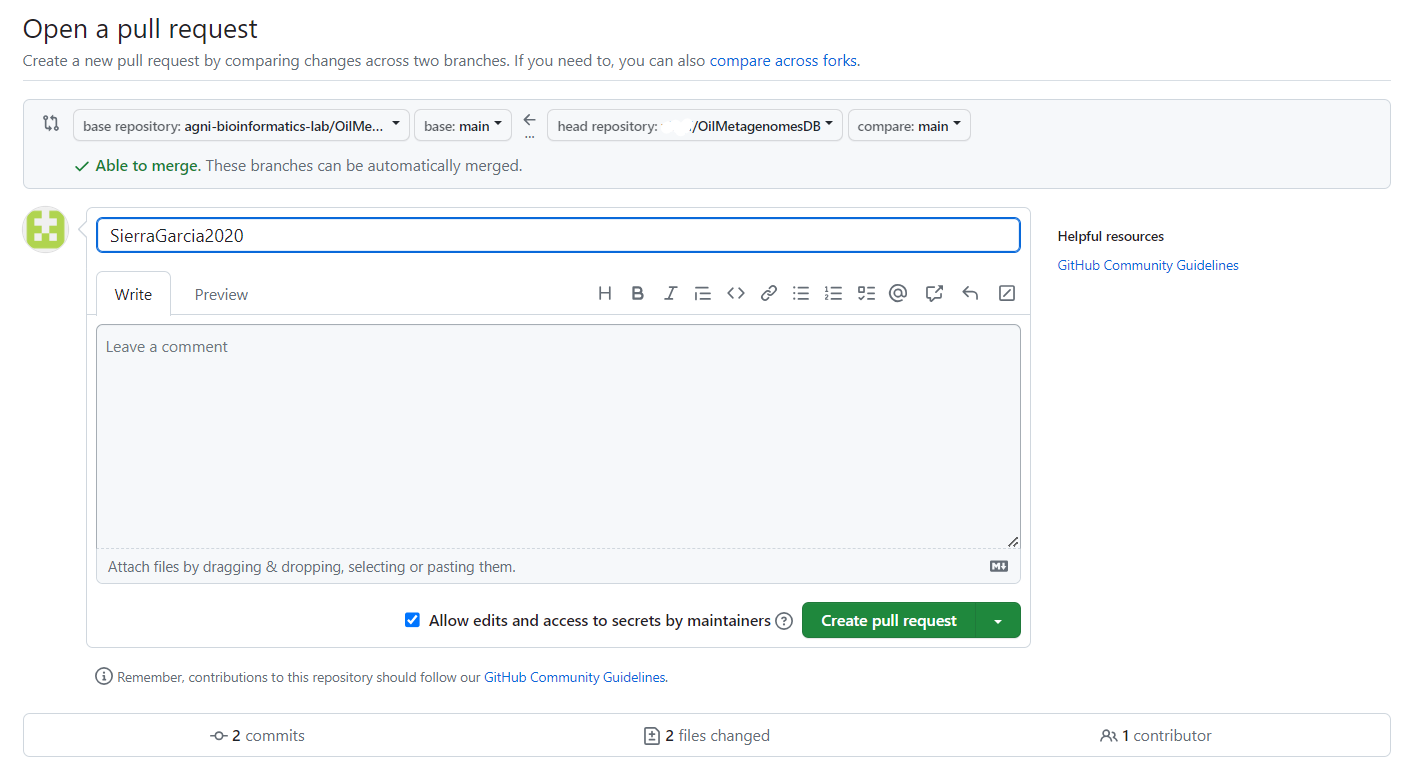 Open a pull request
Create a new pull request by comparing changes across two branches. If you need to, you can also compare across forks.
base repository: agni-bioinformatics-lab/OilMe... base: main ← ... head repository: /OilMetagenomesDB compare: main
Able to merge. These branches can be automatically merged.
SierraGarcia2020
Helpful resources
GitHub Community Guidelines
Write Preview
Leave a comment
Attach files by dragging & dropping, selecting or pasting them.
Allow edits and access to secrets by maintainers Create pull request
Remember, contributions to this repository should follow our GitHub Community Guidelines.
2 commits 2 files changed 1 contributor